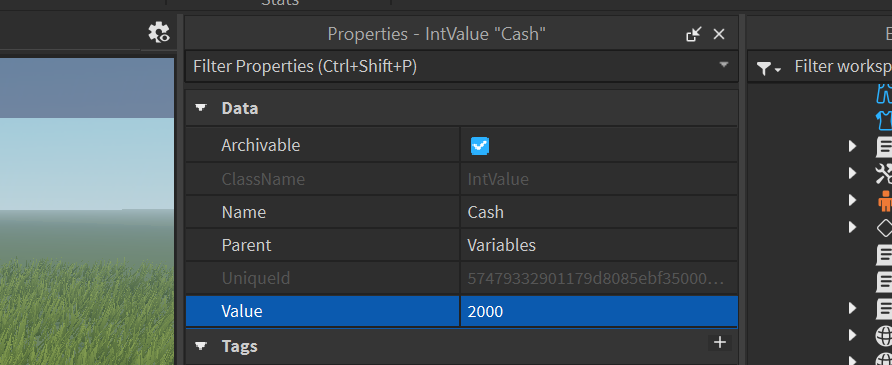 Stats
Properties - IntValue "Cash"
Filter Properties (Ctrl+Shift+P)
Filter worksp
Data
Archivable
ClassName IntValue
Name Cash
Parent Variables
UniqueId 57479332901179d8085ebf35000...
Value 2000
Tags